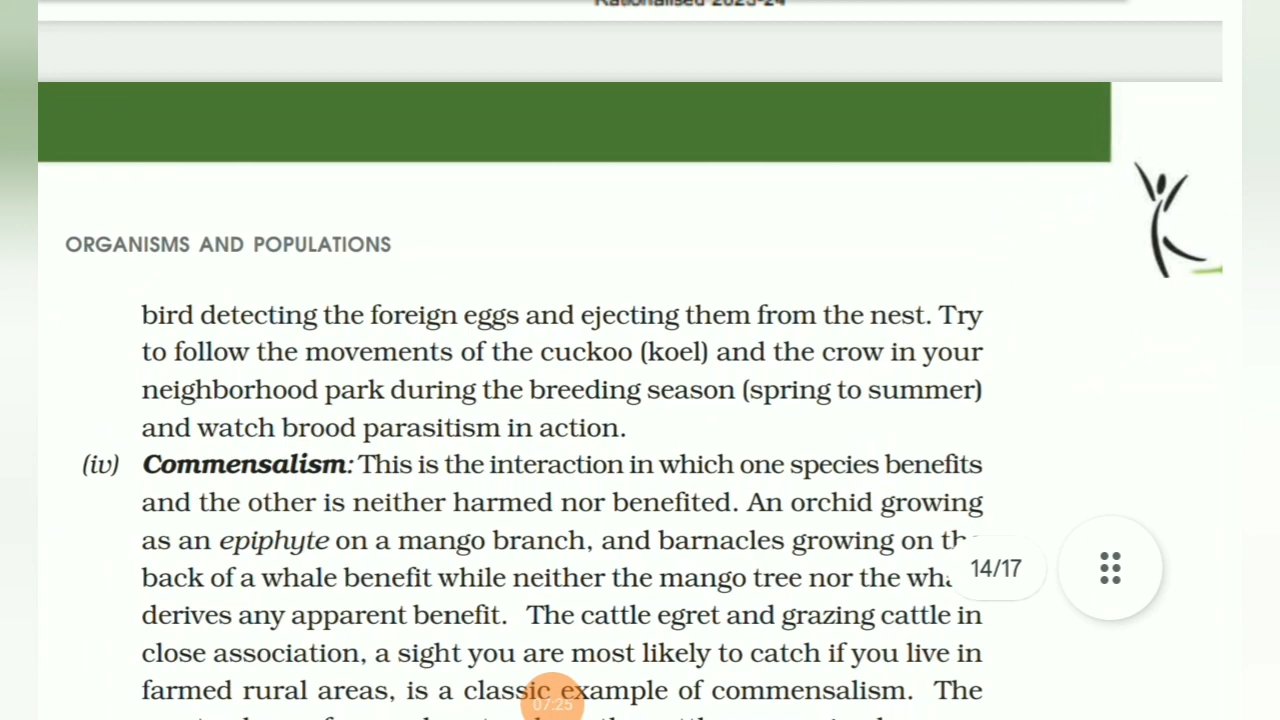 Rationalised 2023-24
ORGANISMS AND POPULATIONS
bird detecting the foreign eggs and ejecting them from the nest. Try
to follow the movements of the cuckoo (koel) and the crow in your
neighborhood park during the breeding season (spring to summer)
and watch brood parasitism in action.
(iv) Commensalism: This is the interaction in which one species benefits
and the other is neither harmed nor benefited. An orchid growing
as an epiphyte on a mango branch, and barnacles growing on the
back of a whale benefit while neither the mango tree nor the
14/17
derives any apparent benefit. The cattle egret and grazing cattle in
close association, a sight you are most likely to catch if you live in
farmed rural areas, is a classic example of commensalism. The
07:25